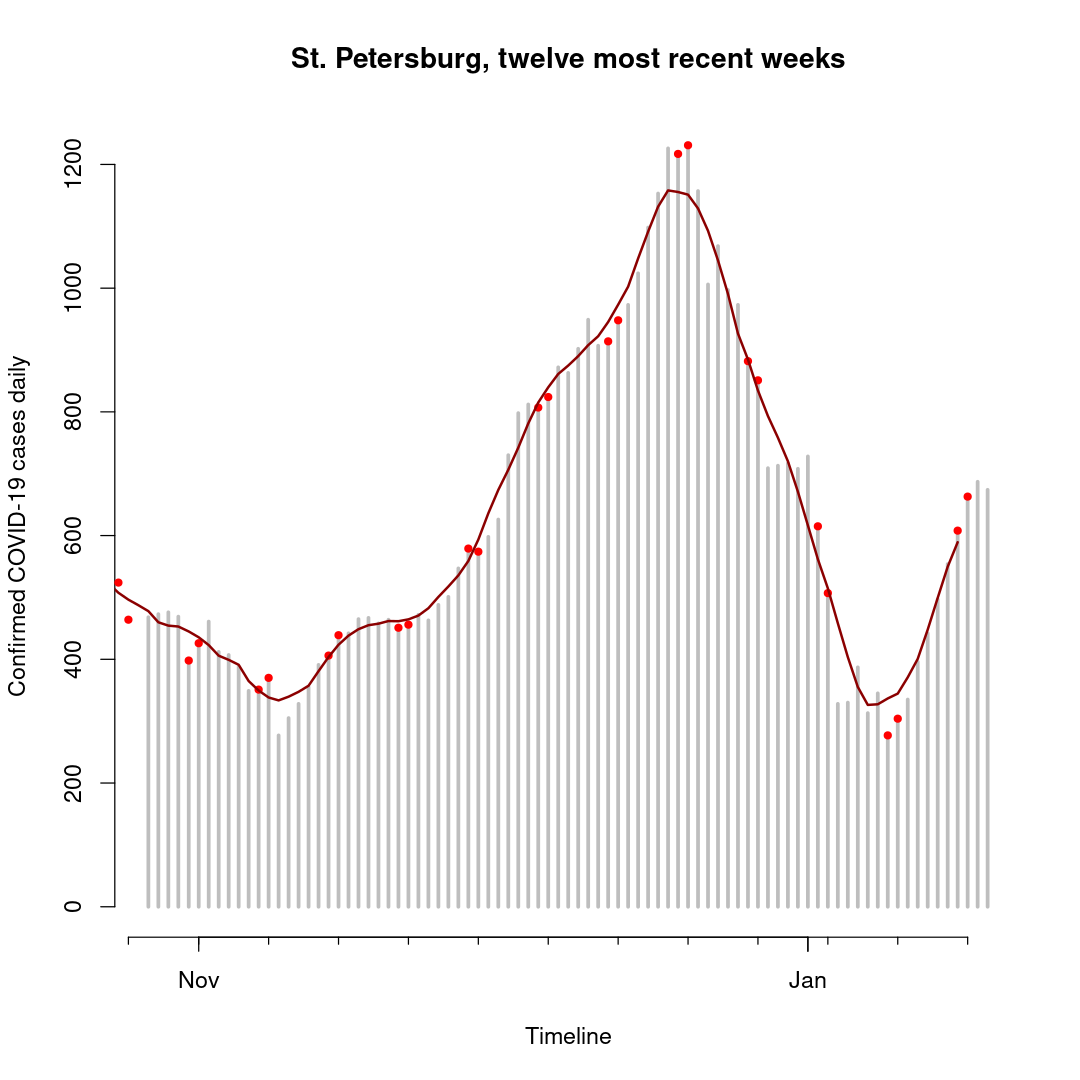 St. Petersburg, twelve most recent weeks
Confirmed COVID-19 cases daily
1200
1000
800
600
400
200
0
Nov
Jan
Timeline